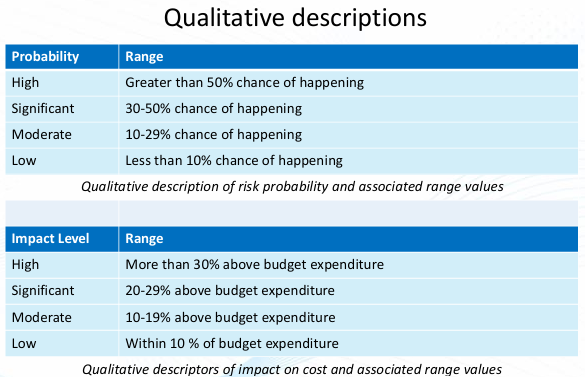 Qualitative descriptions
Probability Range
High Greater than 50% chance of happening
Significant 30-50% chance of happening
Moderate 10-29% chance of happening
Low Less than 10% chance of happening
Qualitative description of risk probability and associated range values
Impact Level Range
High More than 30% above budget expenditure
Significant 20-29% above budget expenditure
Moderate 10-19% above budget expenditure
Low Within 10 % of budget expenditure
Qualitative descriptors of impact on cost and associated range values